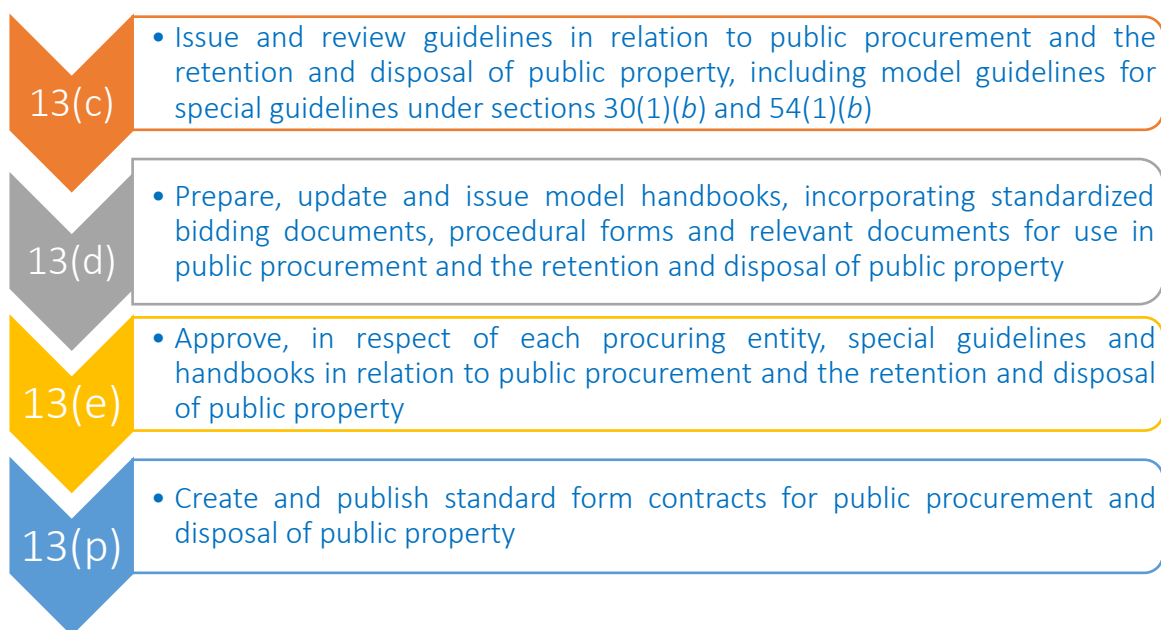 13(c)
• Issue and review guidelines in relation to public procurement and the
retention and disposal of public property, including model guidelines for
special guidelines under sections 30(1)(b) and 54(1)(b)
13(d)
• Prepare, update and issue model handbooks, incorporating standardized
bidding documents, procedural forms and relevant documents for use in
public procurement and the retention and disposal of public property
13(e)
• Approve, in respect of each procuring entity, special guidelines and
handbooks in relation to public procurement and the retention and disposal
of public property
13(p)
• Create and publish standard form contracts for public procurement and
disposal of public property